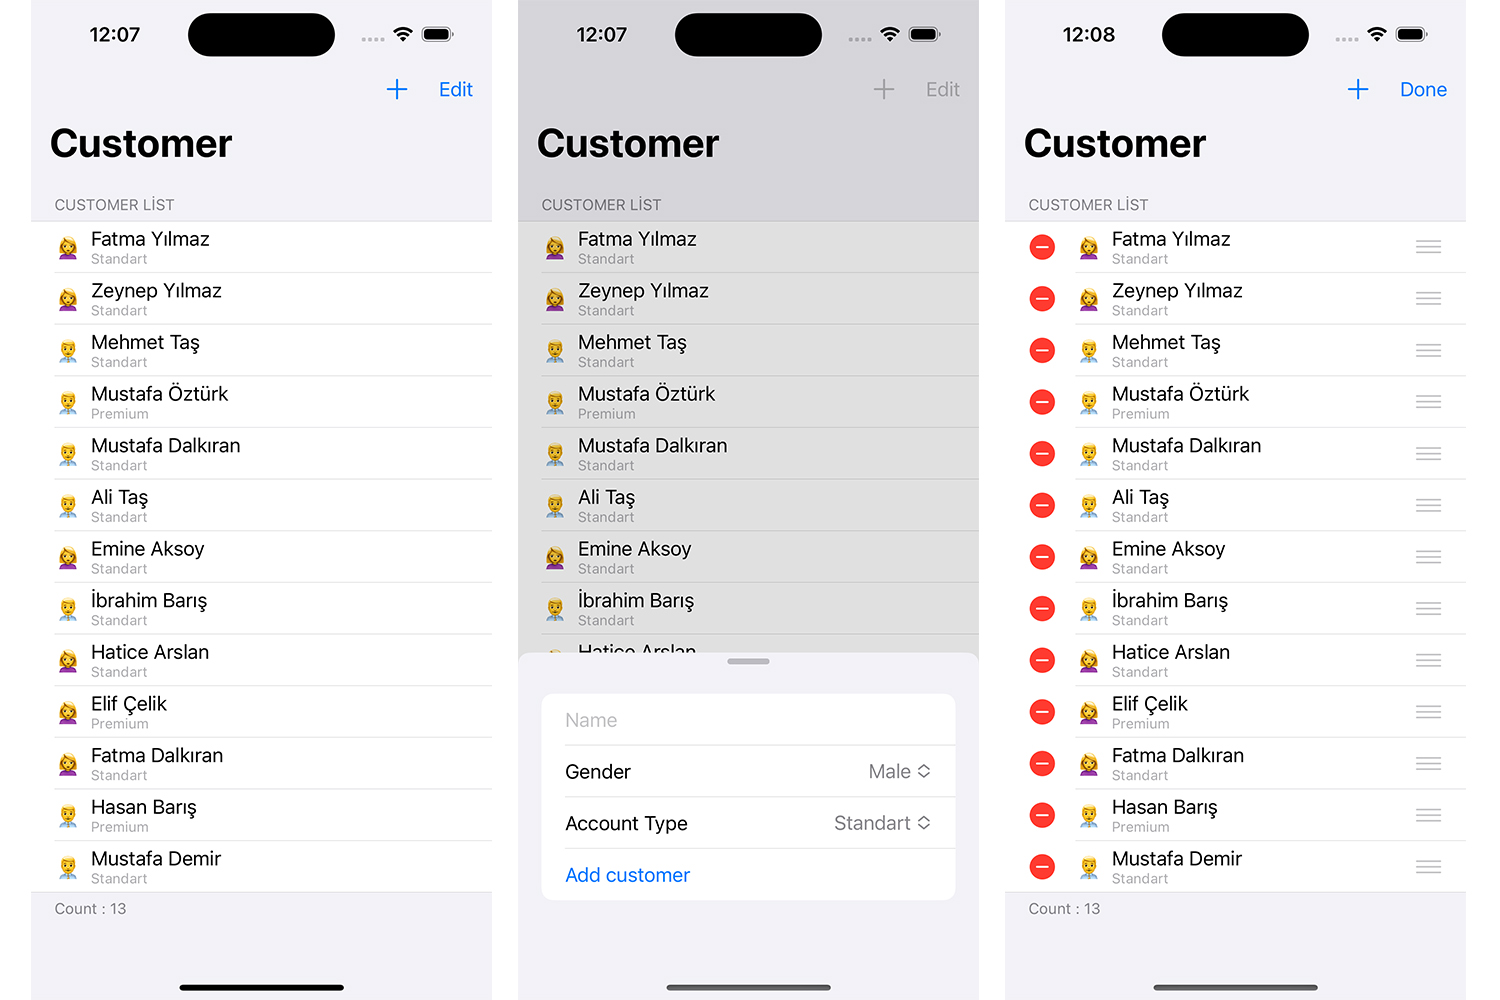 12:07
Edit
Customer
CUSTOMER LİST
Fatma Yılmaz
Standart
Zeynep Yılmaz
Standart
Mehmet Taş
Standart
Mustafa Öztürk
Premium
Mustafa Dalkıran
Standart
Ali Taş
Standart
Emine Aksoy
Standart
İbrahim Barış
Standart
Hatice Arslan
Standart
Elif Çelik
Premium
Fatma Dalkıran
Standart
Hasan Barış
Premium
Mustafa Demir
Standart
Count : 13
12:07
Edit
Customer
CUSTOMER LİST
Fatma Yılmaz
Standart
Zeynep Yılmaz
Standart
Mehmet Taş
Standart
Mustafa Öztürk
Premium
Mustafa Dalkıran
Standart
Ali Taş
Standart
Emine Aksoy
Standart
İbrahim Barış
Standart
Hatice Arslan
Name
Gender Male
Account Type Standart
Add customer
12:08
Done
Customer
CUSTOMER LİST
Fatma Yılmaz
Standart
Zeynep Yılmaz
Standart
Mehmet Taş
Standart
Mustafa Öztürk
Premium
Mustafa Dalkıran
Standart
Ali Taş
Standart
Emine Aksoy
Standart
İbrahim Barış
Standart
Hatice Arslan
Standart
Elif Çelik
Premium
Fatma Dalkıran
Standart
Hasan Barış
Premium
Mustafa Demir
Standart
Count : 13